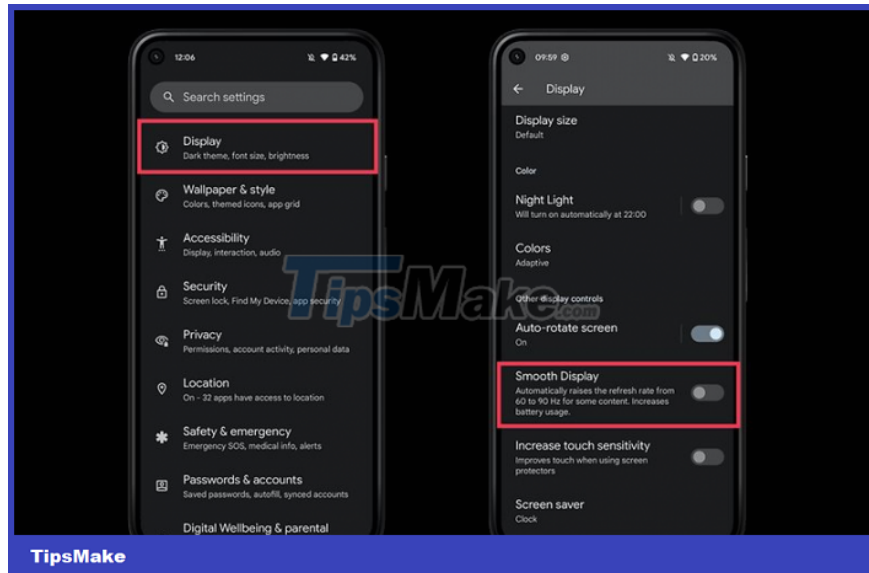 12:06
42%
Search settings
Display
Dark theme, font size, brightness
Wallpaper & style
Colors, themed icons, app grid
Accessibility
Display, interaction, audio
Security
Screen lock, Find My Device, app security
Privacy
Permissions, account activity, personal data
Location
On - 32 apps have access to location
Safety & emergency
Emergency SOS, medical info, alerts
Passwords & accounts
Saved passwords, autofill, synced accounts
Digital Wellbeing & parental
09:59
20%
Display
Display size
Default
Color
Night Light
Will turn on automatically at 22:00
Colors
Adaptive
Other display controls
Auto-rotate screen
On
Smooth Display
Automatically raises the refresh rate from
60 to 90 Hz for some content. Increases
battery usage.
Increase touch sensitivity
Improves touch when using screen
protectors
Screen saver
Clock
TipsMake.com
TipsMake